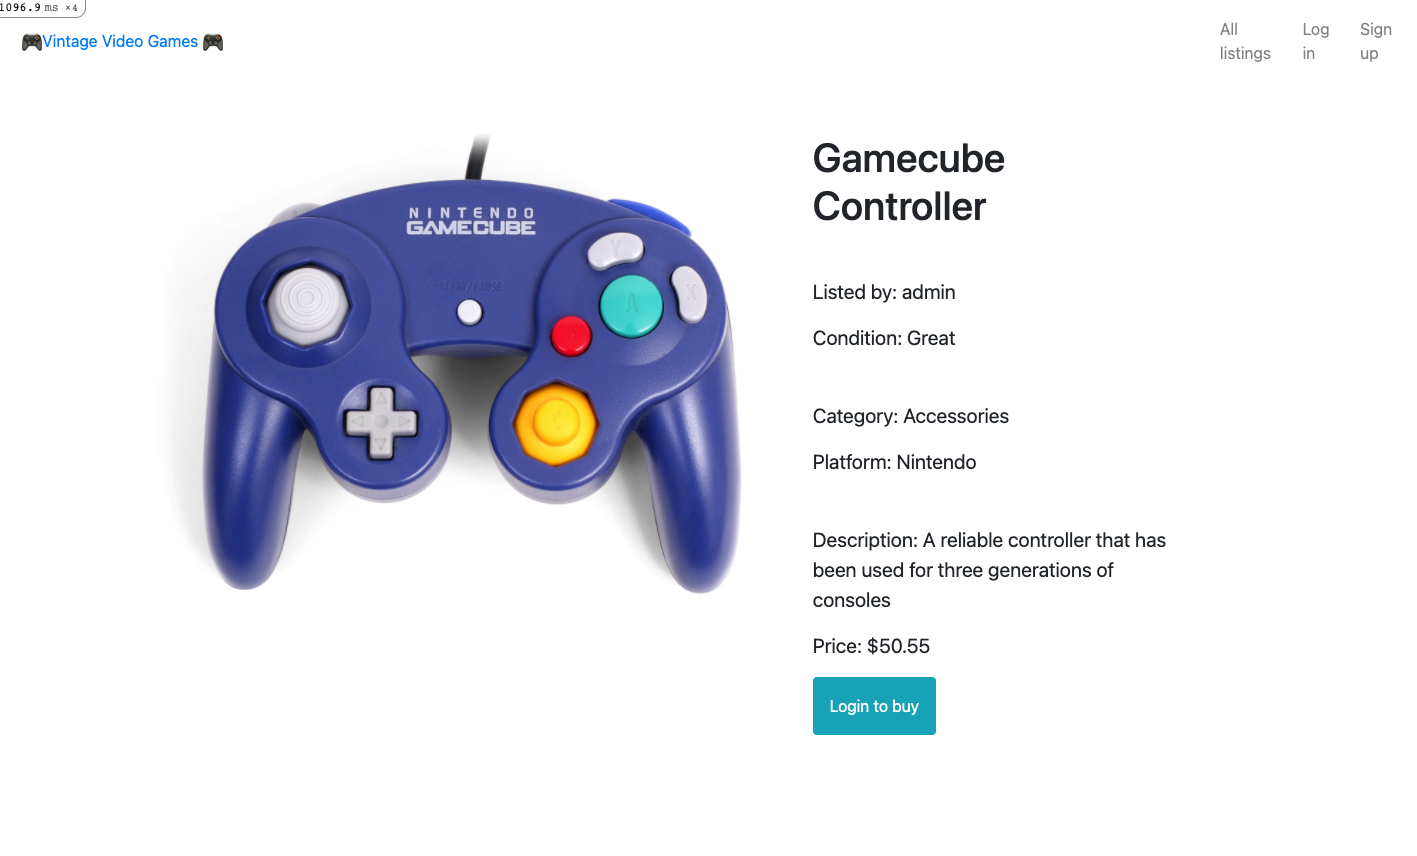 1096.9 ms ×4
🎮Vintage Video Games 🎮
All listings
Log in
Sign up
NINTENDO
GAMECUBE
START/PAUSE
Y
X
A
Gamecube
Controller
Listed by: admin
Condition: Great
Category: Accessories
Platform: Nintendo
Description: A reliable controller that has
been used for three generations of
consoles
Price: $50.55
Login to buy